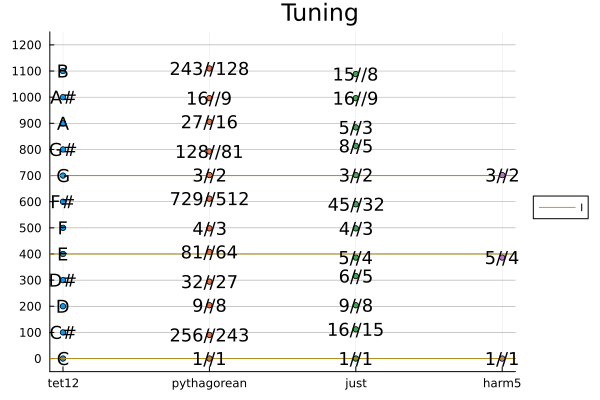 Tuning
1200
1100 B 243//128 15//8
1000 A# 16//9 16//9
900 A 27//16 5//3
800 G# 128//81 8//5
700 G 3//2 3//2 3//2
600 F# 729//512 45//32
500 F 4//3 4//3
400 E 81//64 5//4 5//4
300 D# 32//27 6//5
200 D 9//8 9//8
100 C# 256//243 16//15
0 C 1//1 1//1 1//1
tet12 pythagorean just harm5
I